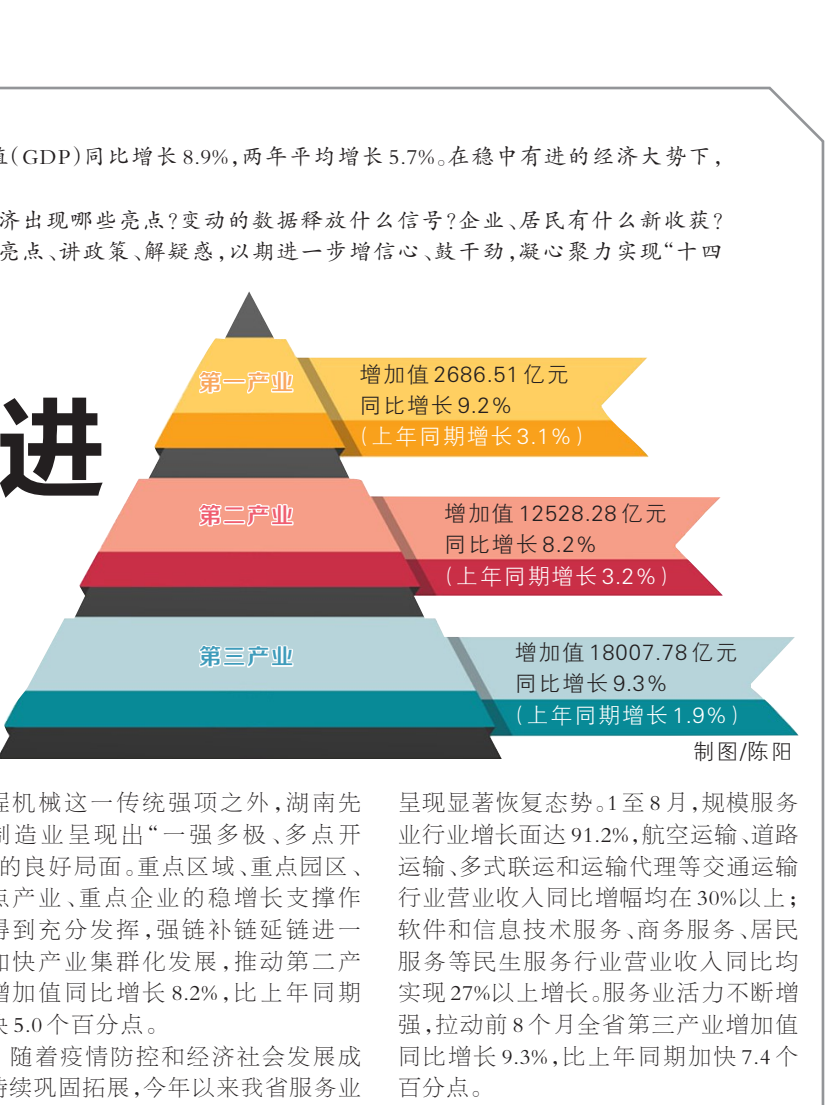 值(GDP)同比增长8.9%,两年平均增长5.7%。在稳中有进的经济大势下,
济出现哪些亮点?变动的数据释放什么信号?企业、居民有什么新收获?
亮点、讲政策、解疑惑,以期进一步增信心、鼓干劲,凝心聚力实现“十四
进
第一产业
增加值2686.51亿元
同比增长9.2%
(上年同期增长3.1%)
第二产业
增加值12528.28亿元
同比增长8.2%
(上年同期增长3.2%)
第三产业
增加值18007.78亿元
同比增长9.3%
(上年同期增长1.9%)
制图/陈阳
程机械这一传统强项之外,湖南先
制造业呈现出“一强多极、多点开
的良好局面。重点区域、重点园区、
点产业、重点企业的稳增长支撑作
得到充分发挥,强链补链延链进一
加快产业集群化发展,推动第二产
增加值同比增长8.2%,比上年同期
快5.0个百分点。
随着疫情防控和经济社会发展成
持续巩固拓展,今年以来我省服务业
呈现显著恢复态势。1至8月,规模服务
业行业增长面达91.2%,航空运输、道路
运输、多式联运和运输代理等交通运输
行业营业收入同比增幅均在30%以上;
软件和信息技术服务、商务服务、居民
服务等民生服务行业营业收入同比均
实现27%以上增长。服务业活力不断增
强,拉动前8个月全省第三产业增加值
同比增长9.3%,比上年同期加快7.4个
百分点。